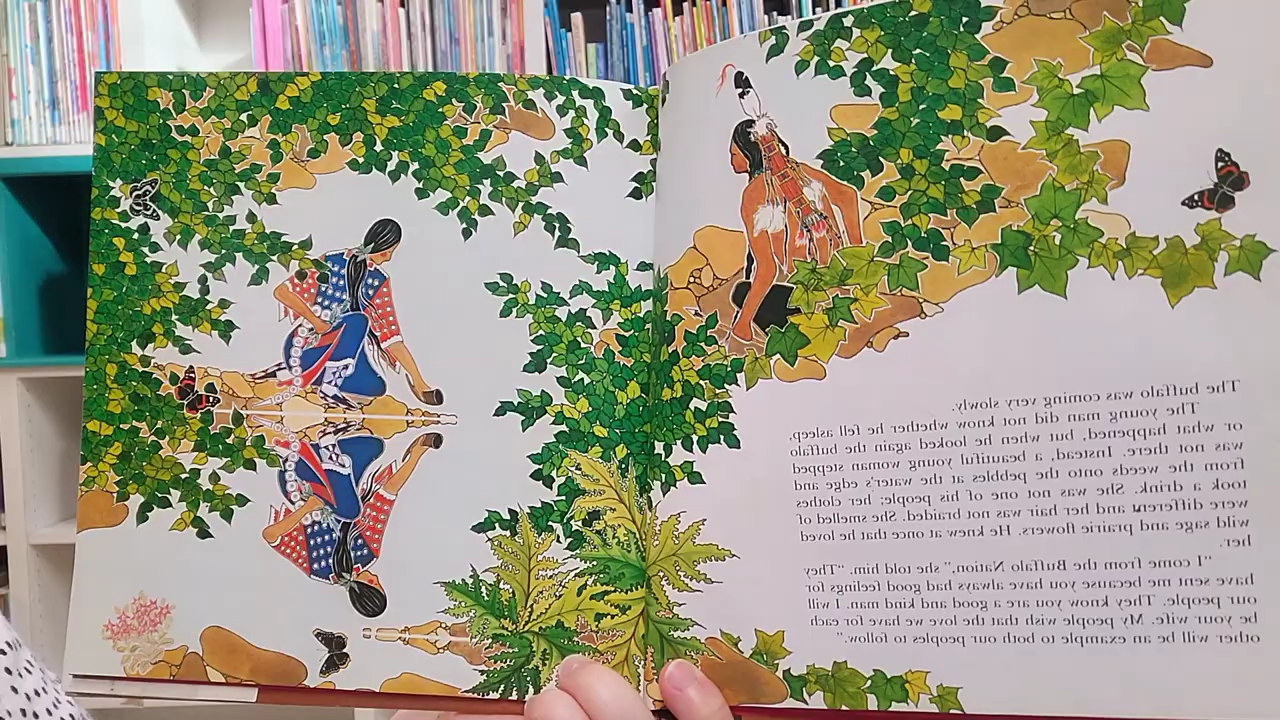 The buffalo was coming very slowly.
The young man did not know whether he fell asleep,
or what happened, but when he looked again the buffalo
was not there. Instead, a beautiful young woman stepped
from the weeds onto the pebbles at the water's edge and
took a drink. She was not one of his people; her clothes
were different and her hair was not braided. She smelled of
wild sage and prairie flowers. He knew at once that he loved
her.
"I come from the Buffalo Nation," she told him. "They
have sent me because you have always had good feelings for
our people. They know you are a good and kind man. I will
be your wife. My people wish that the love we have for each
other will be an example to both our peoples to follow."